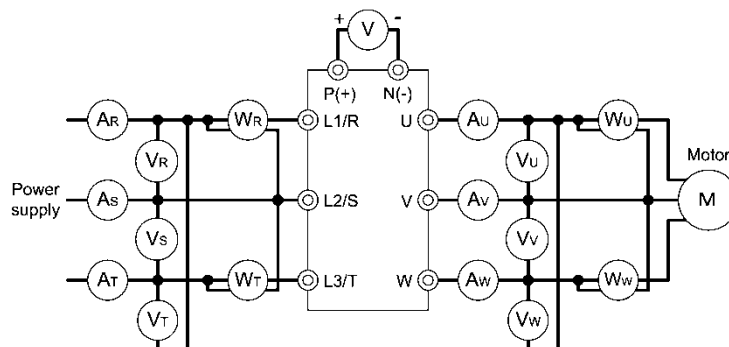 + V -
P(+) N(-)
AR WR L1/R U AU WU
VR VU Motor
Power supply
AS L2/S V AV M
VS VV
AT WT L3/T W AW WW
VT VW